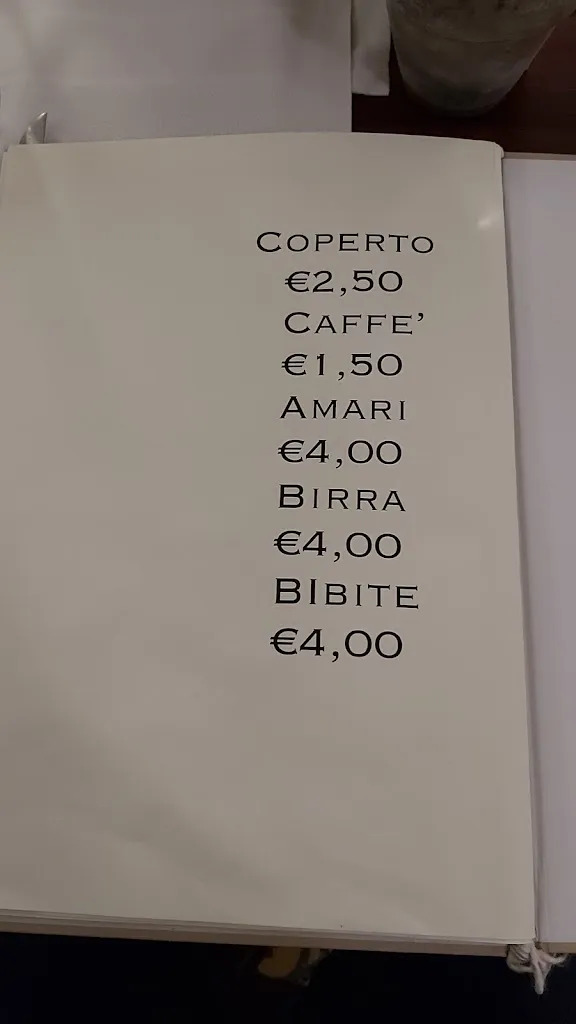 COPERTO
€2,50
CAFFE'
€1,50
AMARI
€4,00
BIRRA
€4,00
BIBITE
€4,00